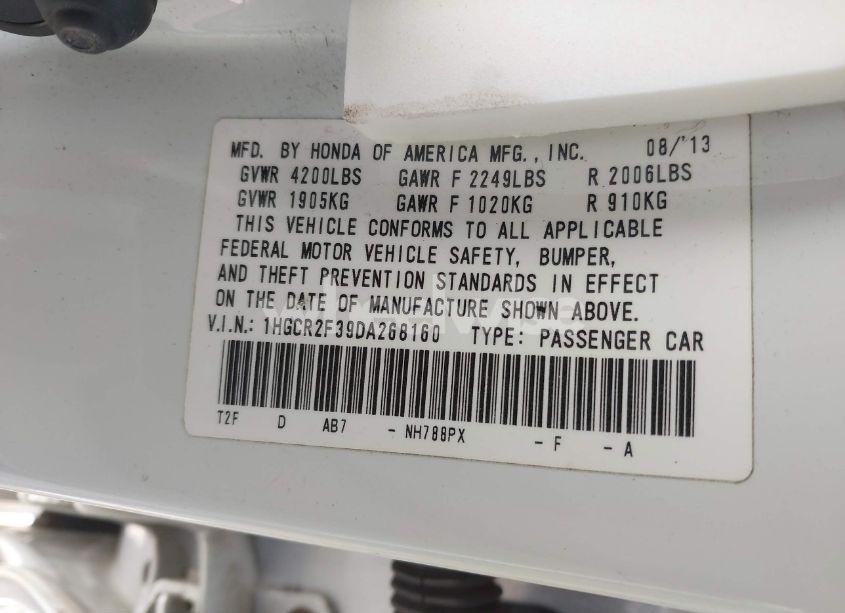 MFD. BY HONDA OF AMERICA MFG., INC. 08/'13
GVWR 4200LBS GAWR F 2249LBS R 2006LBS
GVWR 1905KG GAWR F 1020KG R 910KG
THIS VEHICLE CONFORMS TO ALL APPLICABLE
FEDERAL MOTOR VEHICLE SAFETY, BUMPER,
AND THEFT PREVENTION STANDARDS IN EFFECT
ON THE DATE OF MANUFACTURE SHOWN ABOVE.
V.I.N.: 1HGCR2F39DA268160 TYPE: PASSENGER CAR
T2F D AB7 - NH788PX - F - A